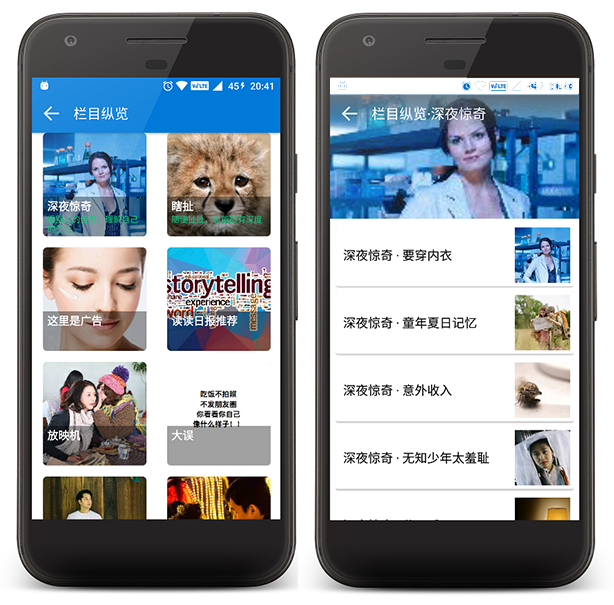 VoLTE 45 20:41
栏目纵览
深夜惊奇
瞎扯
这里是广告
storytelling
share
experience
word
读读日报推荐
放映机
吃饭不拍照
不发朋友圈
你看看你自己
像什么样子！！
大误
栏目纵览·深夜惊奇
深夜惊奇 · 要穿内衣
深夜惊奇 · 童年夏日记忆
深夜惊奇 · 意外收入
深夜惊奇 · 无知少年太羞耻